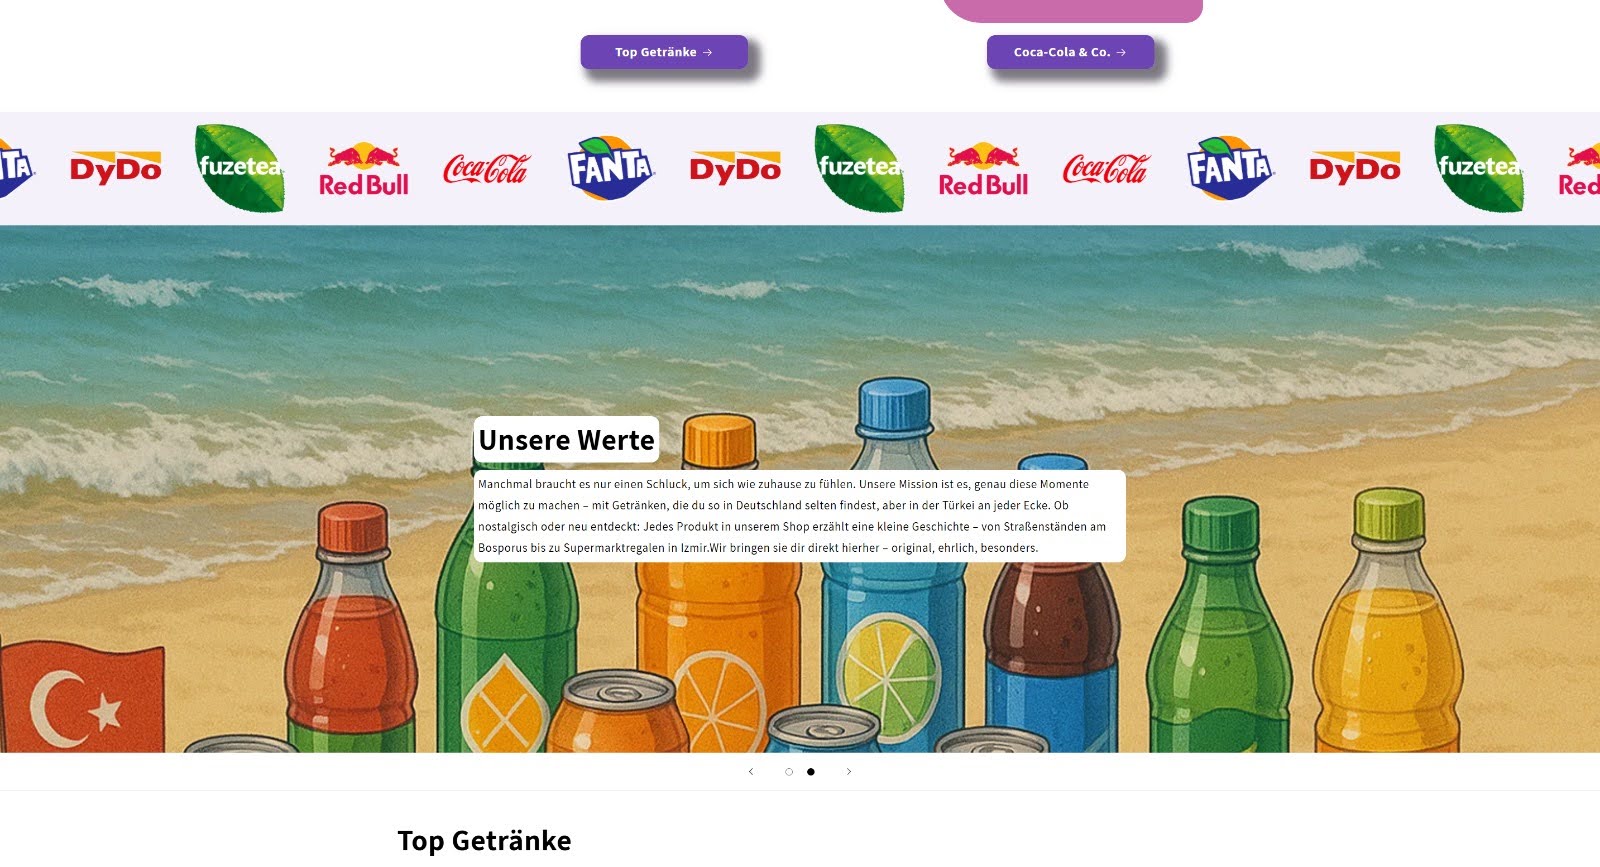 Top Getränke →
Coca-Cola & Co. →
NTA DyDo fuzetea Red Bull Coca-Cola FANTA DyDo fuzetea Red Bull Coca-Cola FANTA DyDo fuzetea Red
Unsere Werte
Manchmal braucht es nur einen Schluck, um sich wie zuhause zu fühlen. Unsere Mission ist es, genau diese Momente
möglich zu machen – mit Getränken, die du so in Deutschland selten findest, aber in der Türkei an jeder Ecke. Ob
nostalgisch oder neu entdeckt: Jedes Produkt in unserem Shop erzählt eine kleine Geschichte – von Straßenständen am
Bosporus bis zu Supermarktregalen in Izmir.Wir bringen sie dir direkt hierher – original, ehrlich, besonders.
Top Getränke